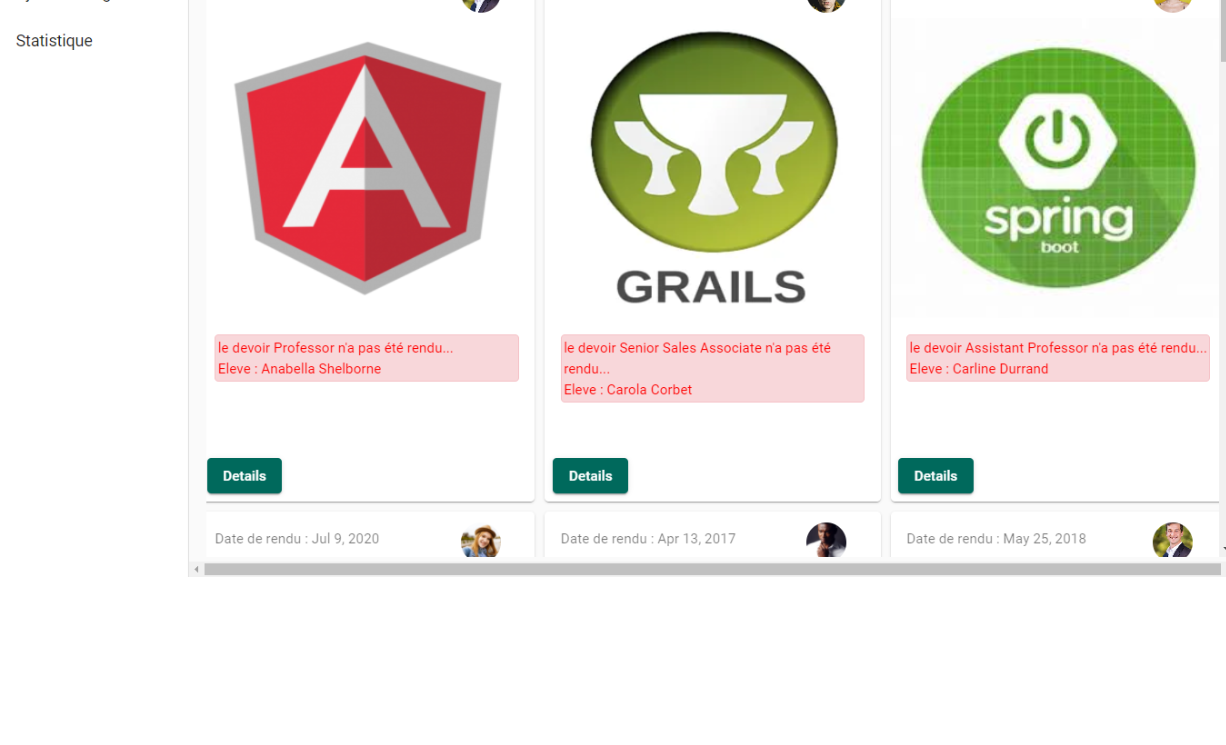 Statistique
GRAILS
spring
boot
le devoir Professor n'a pas été rendu...
Eleve : Anabella Shelborne
le devoir Senior Sales Associate n'a pas été
rendu...
Eleve : Carola Corbet
le devoir Assistant Professor n'a pas été rendu...
Eleve : Carline Durrand
Details
Details
Details
Date de rendu : Jul 9, 2020
Date de rendu : Apr 13, 2017
Date de rendu : May 25, 2018